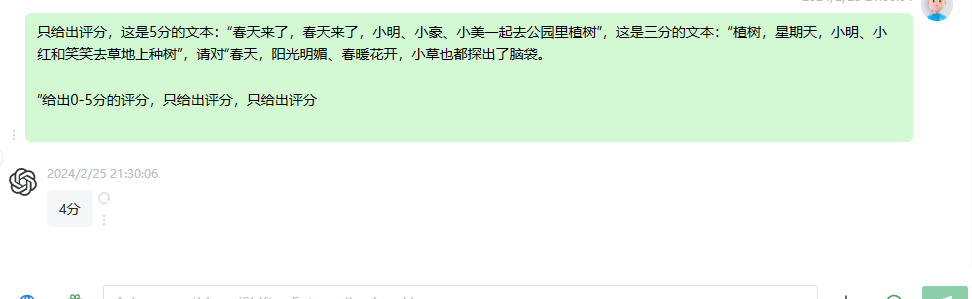 只给出评分，这是5分的文本：“春天来了，春天来了，小明、小豪、小美一起去公园里植树”，这是三分的文本：“植树，星期天，小明、小
红和笑笑去草地上种树”，请对“春天，阳光明媚、春暖花开，小草也都探出了脑袋。
“给出0-5分的评分，只给出评分，只给出评分
2024/2/25 21:30:06
4分